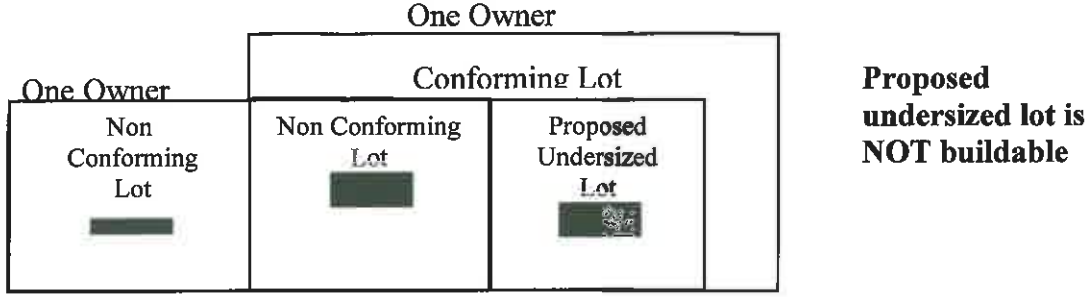 One Owner
Conforming Lot
One Owner
Non
Conforming
Lot
Non Conforming
Lot
Proposed
Undersized
Lot
Proposed
undersized lot is
NOT buildable